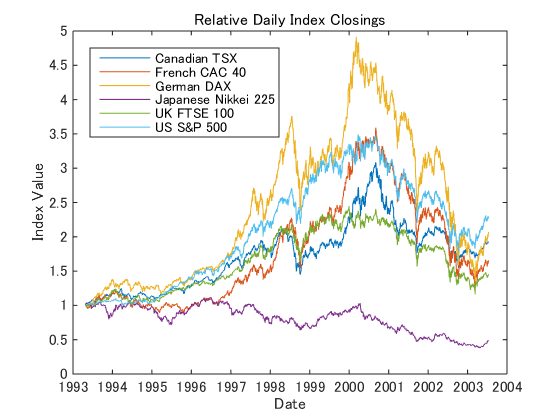 Relative Daily Index Closings
5
4.5
4
3.5
3
2.5
2
1.5
1
0.5
0
Index Value
Canadian TSX
French CAC 40
German DAX
Japanese Nikkei 225
UK FTSE 100
US S&P 500
1993 1994 1995 1996 1997 1998 1999 2000 2001 2002 2003 2004
Date